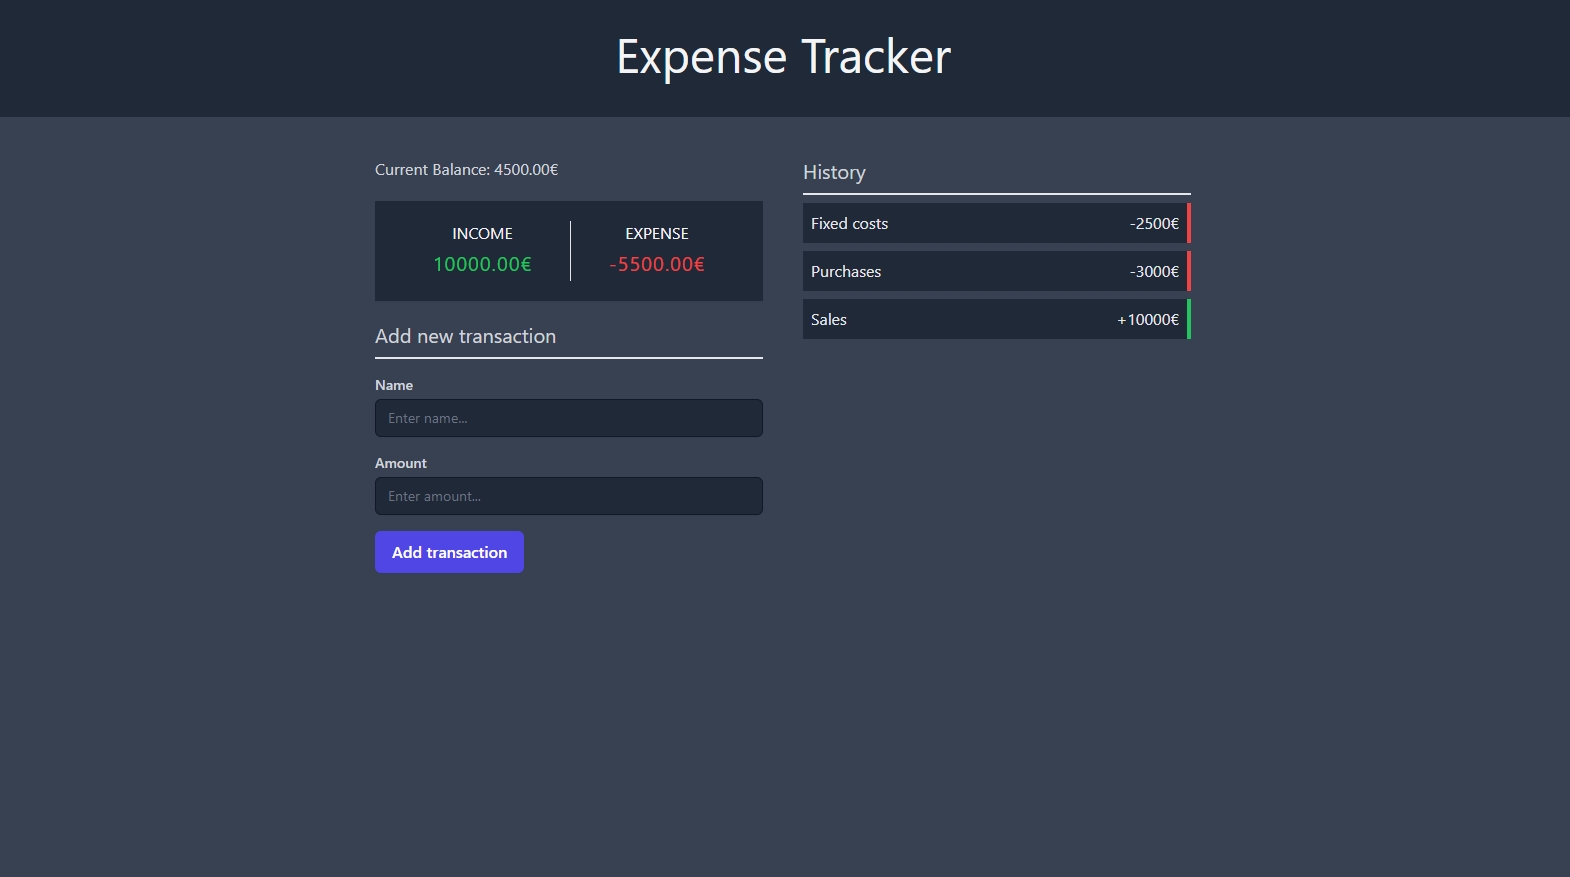 Expense Tracker
Current Balance: 4500.00€
INCOME
10000.00€
EXPENSE
-5500.00€
Add new transaction
Name
Enter name...
Amount
Enter amount...
Add transaction
History
Fixed costs -2500€
Purchases -3000€
Sales +10000€